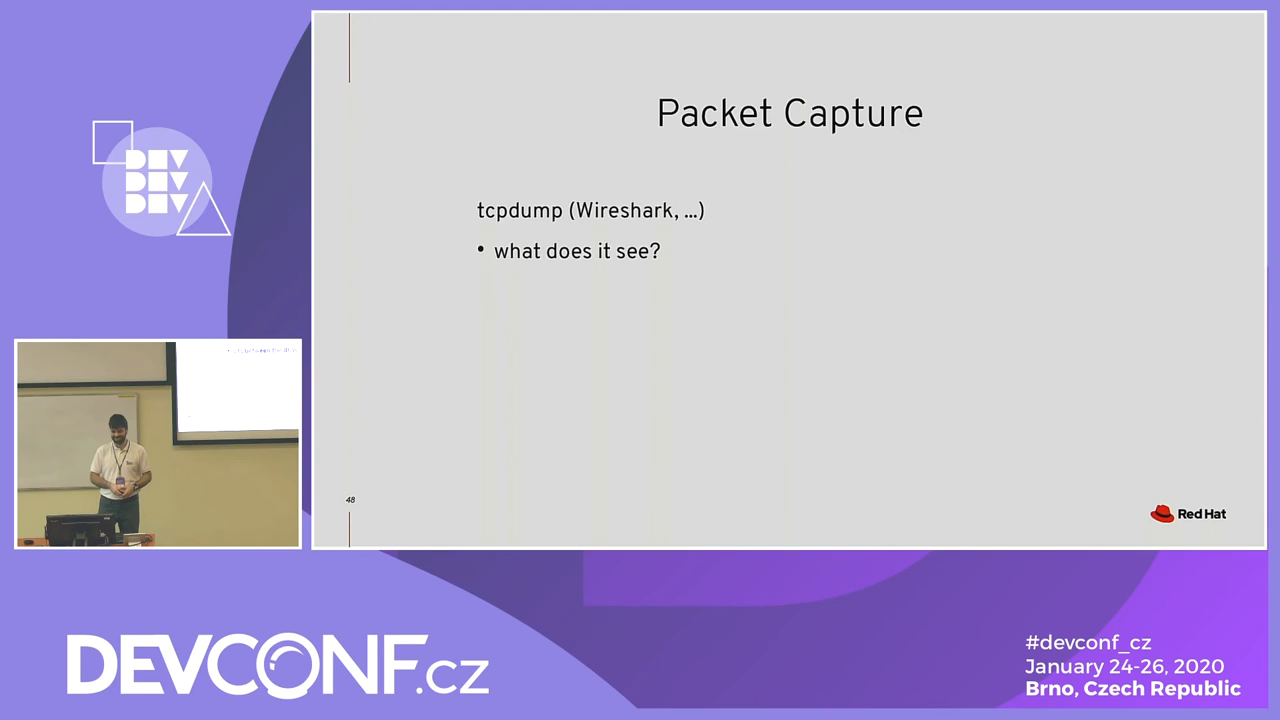 DEV
DEV
DEV
Packet Capture
tcpdump (Wireshark, ...)
• what does it see?
48
Red Hat
DEVCONF.cz
#devconf_cz
January 24-26, 2020
Brno, Czech Republic